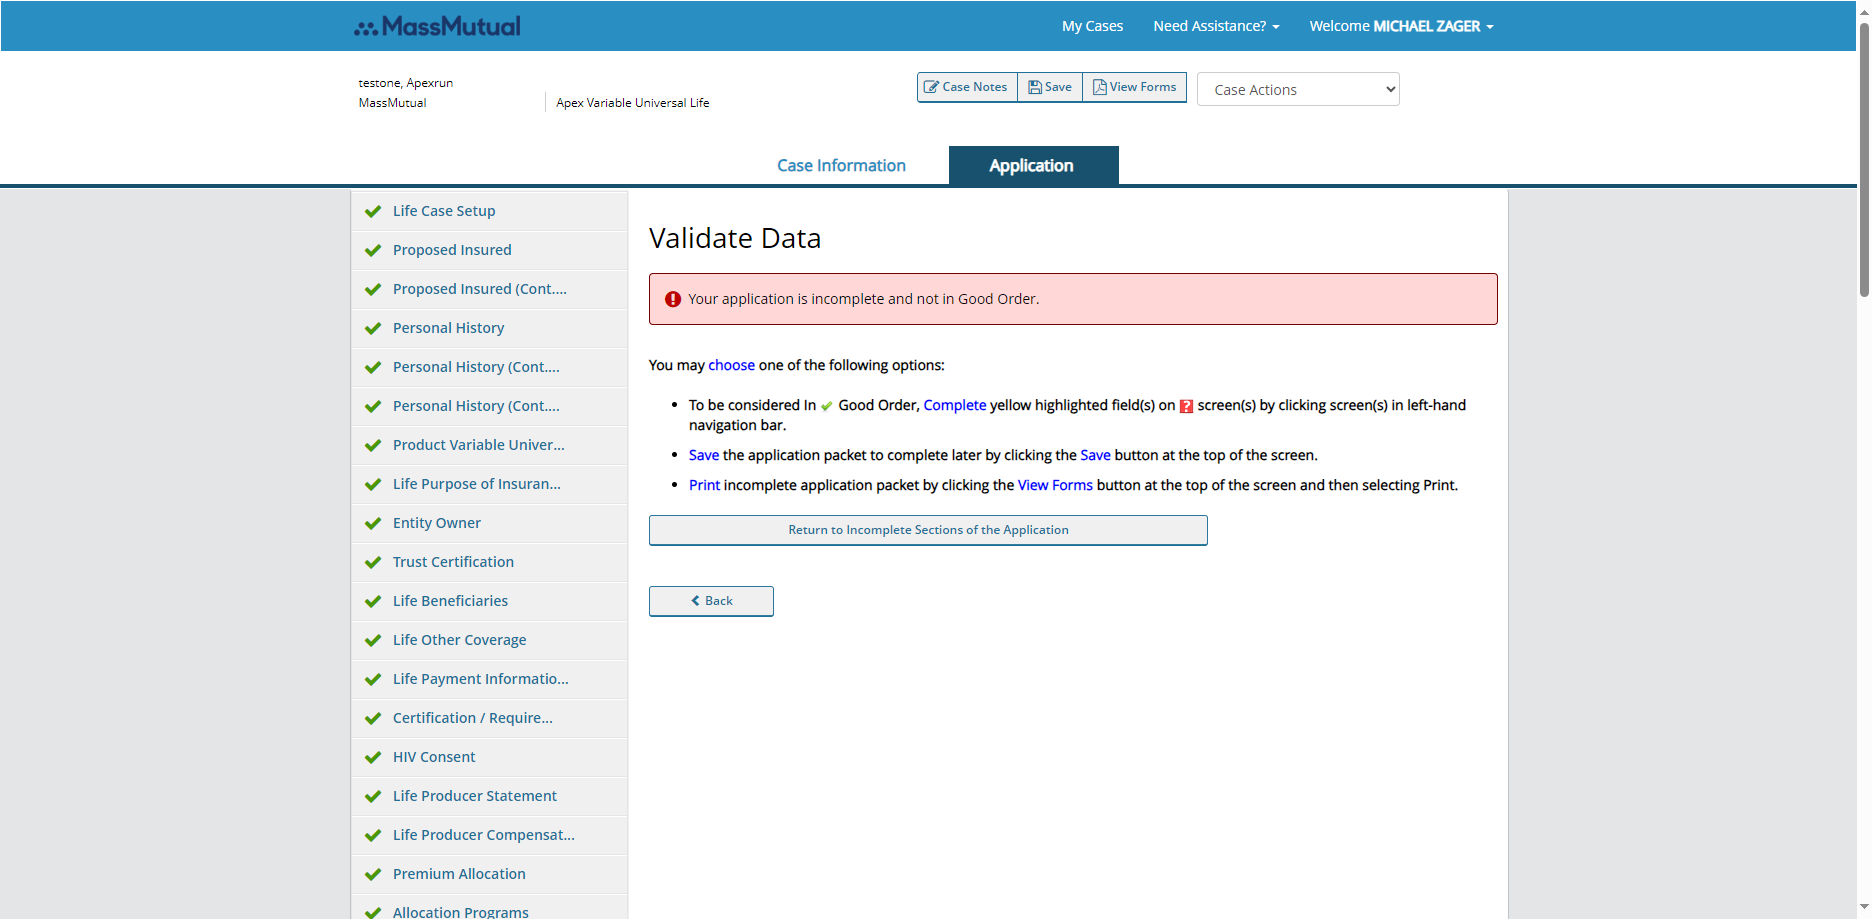 MassMutual
My Cases
Need Assistance?
Welcome MICHAEL ZAGER
testone, Apexrun
MassMutual
Apex Variable Universal Life
Case Notes
Save
View Forms
Case Actions
Case Information
Application
Life Case Setup
Proposed Insured
Proposed Insured (Cont....
Personal History
Personal History (Cont....
Personal History (Cont....
Product Variable Univer...
Life Purpose of Insuran...
Entity Owner
Trust Certification
Life Beneficiaries
Life Other Coverage
Life Payment Informatio...
Certification / Require...
HIV Consent
Life Producer Statement
Life Producer Compensat...
Premium Allocation
Allocation Programs
Validate Data
Your application is incomplete and not in Good Order.
You may choose one of the following options:
• To be considered In Good Order, Complete yellow highlighted field(s) on ? screen(s) by clicking screen(s) in left-hand
navigation bar.
• Save the application packet to complete later by clicking the Save button at the top of the screen.
• Print incomplete application packet by clicking the View Forms button at the top of the screen and then selecting Print.
Return to Incomplete Sections of the Application
Back